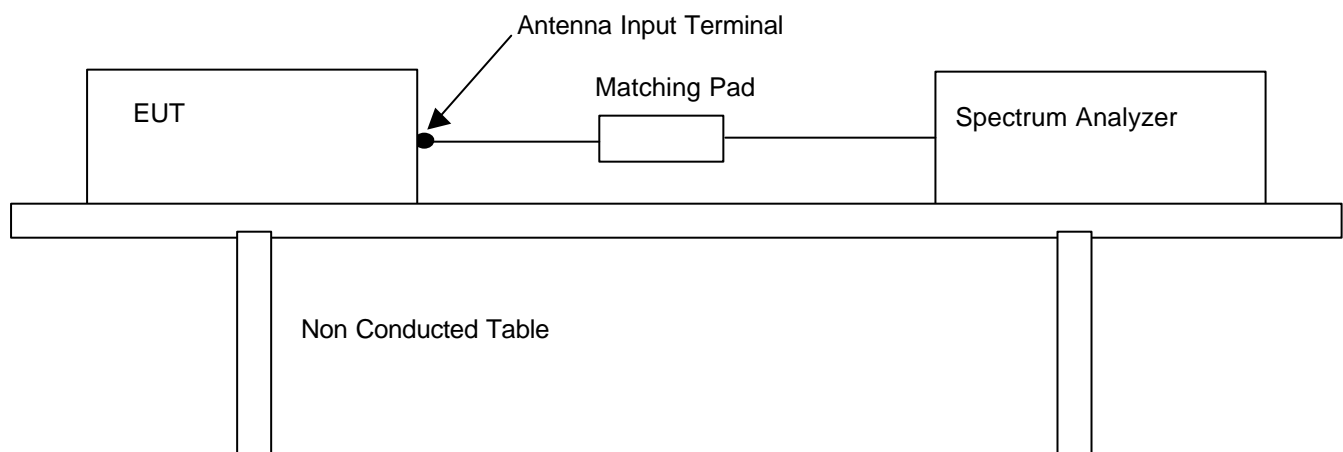 Antenna Input Terminal
Matching Pad
EUT
Spectrum Analyzer
Non Conducted Table